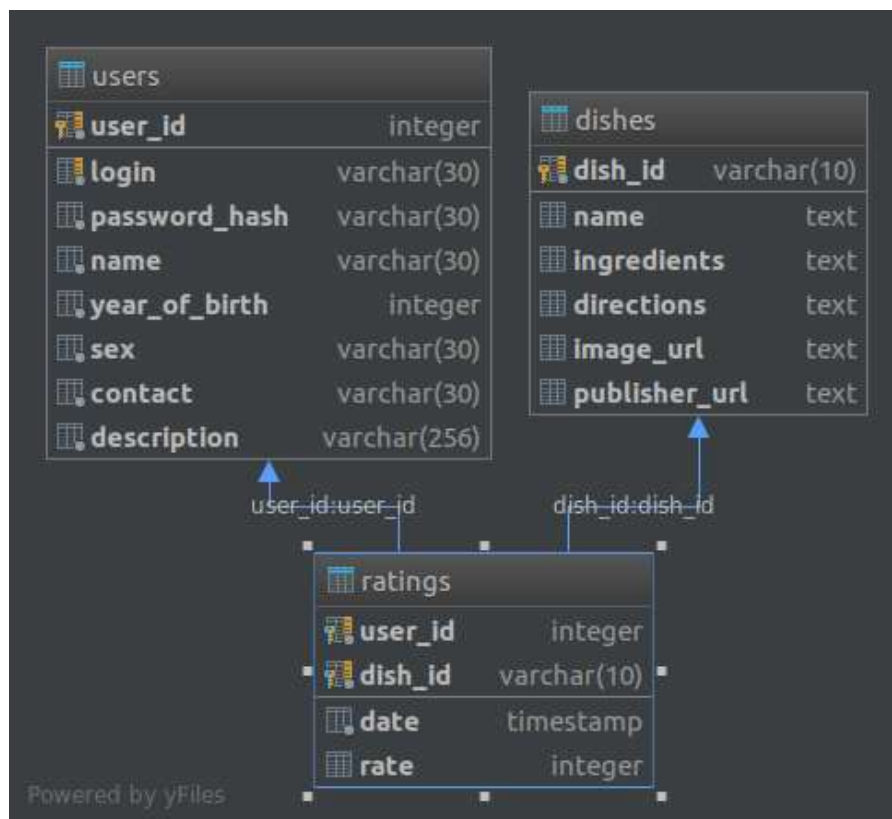 users
user_id integer
login varchar(30)
password_hash varchar(30)
name varchar(30)
year_of_birth integer
sex varchar(30)
contact varchar(30)
description varchar(256)
dishes
dish_id varchar(10)
name text
ingredients text
directions text
image_url text
publisher_url text
user_id:user_id
dish_id:dish_id
ratings
user_id integer
dish_id varchar(10)
date timestamp
rate integer
Powered by yFiles